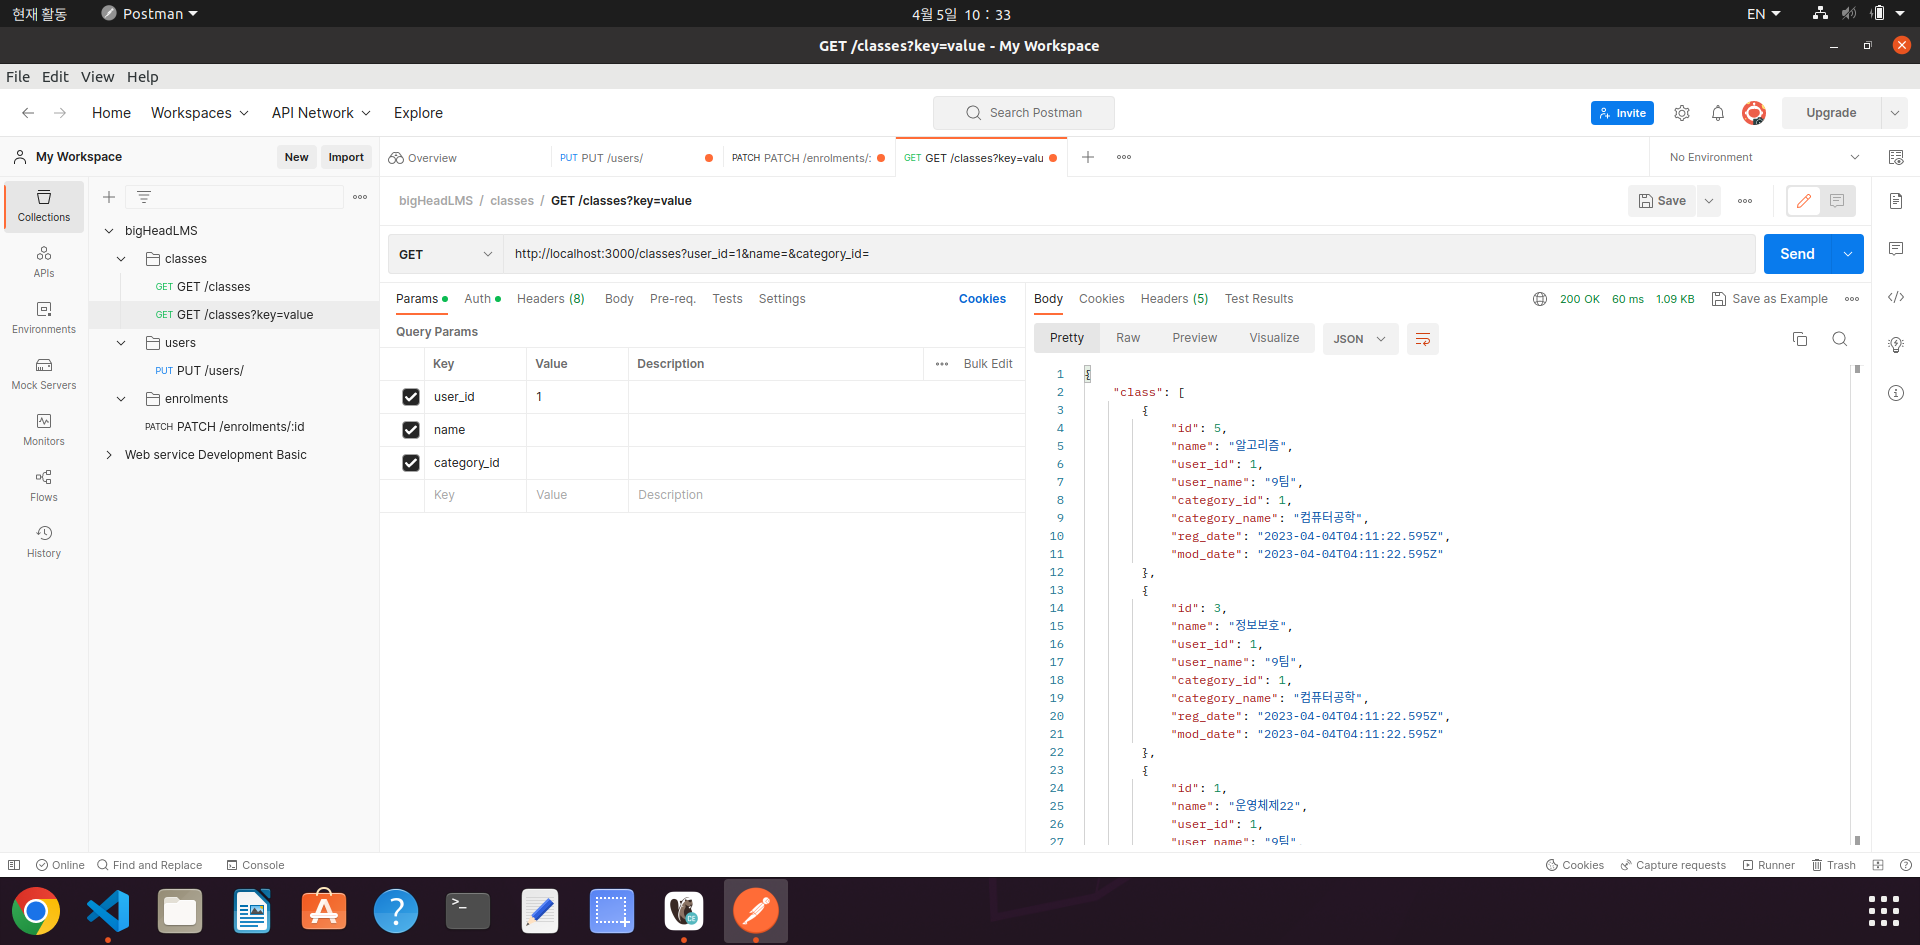 현재 활동 Postman 4월 5일 10 : 33 EN
GET /classes?key=value - My Workspace
File Edit View Help
Home Workspaces API Network Explore Search Postman Invite Upgrade
My Workspace New Import
Overview PUT PUT /users/ PATCH PATCH /enrolments/: GET GET /classes?key=valu No Environment
Collections
APIs
Environments
Mock Servers
Monitors
Flows
History
bigHeadLMS
classes
GET GET /classes
GET GET /classes?key=value
users
PUT PUT /users/
enrolments
PATCH PATCH /enrolments/:id
Web service Development Basic
bigHeadLMS / classes / GET /classes?key=value Save
GET http://localhost:3000/classes?user_id=1&name=&category_id= Send
Params Auth Headers (8) Body Pre-req. Tests Settings Cookies
Query Params
Key Value Description Bulk Edit
user_id 1
name
category_id
Key Value Description
Body Cookies Headers (5) Test Results 200 OK 60 ms 1.09 KB Save as Example
Pretty Raw Preview Visualize JSON
1 {
2 "class": [
3 {
4 "id": 5,
5 "name": "알고리즘",
6 "user_id": 1,
7 "user_name": "9팀",
8 "category_id": 1,
9 "category_name": "컴퓨터공학",
10 "reg_date": "2023-04-04T04:11:22.595Z",
11 "mod_date": "2023-04-04T04:11:22.595Z"
12 },
13 {
14 "id": 3,
15 "name": "정보보호",
16 "user_id": 1,
17 "user_name": "9팀",
18 "category_id": 1,
19 "category_name": "컴퓨터공학",
20 "reg_date": "2023-04-04T04:11:22.595Z",
21 "mod_date": "2023-04-04T04:11:22.595Z"
22 },
23 {
24 "id": 1,
25 "name": "운영체제22",
26 "user_id": 1,
27 "user_name": "9팀",
Online Find and Replace Console Cookies Capture requests Runner Trash